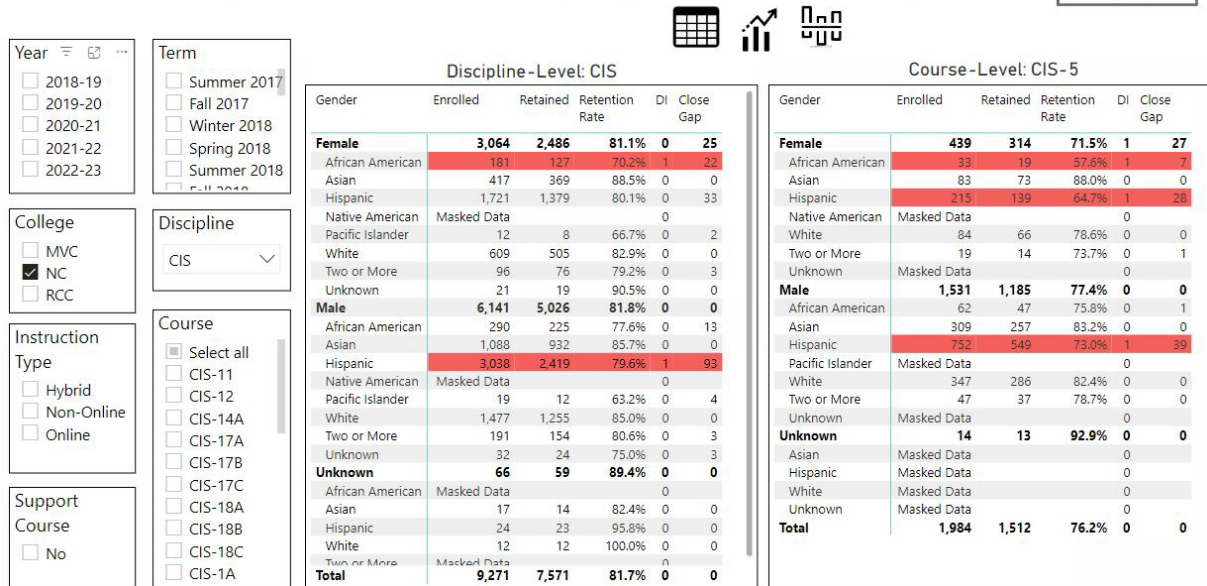 Year
2018-19
2019-20
2020-21
2021-22
2022-23
Term
Summer 2017
Fall 2017
Winter 2018
Spring 2018
Summer 2018
College
MVC
NC
RCC
Discipline
CIS
Instruction
Type
Hybrid
Non-Online
Online
Course
Select all
CIS-11
CIS-12
CIS-14A
CIS-17A
CIS-17B
CIS-17C
CIS-18A
CIS-18B
CIS-18C
CIS-1A
Support
Course
No
Discipline-Level: CIS
Gender Enrolled Retained Retention Rate DI Close Gap
Female 3,064 2,486 81.1% 0 25
African American 181 127 70.2% 1 22
Asian 417 369 88.5% 0 0
Hispanic 1,721 1,379 80.1% 0 33
Native American Masked Data 0
Pacific Islander 12 8 66.7% 0 2
White 609 505 82.9% 0 0
Two or More 96 76 79.2% 0 3
Unknown 21 19 90.5% 0 0
Male 6,141 5,026 81.8% 0 0
African American 290 225 77.6% 0 13
Asian 1,088 932 85.7% 0 0
Hispanic 3,038 2,419 79.6% 1 93
Native American Masked Data 0
Pacific Islander 19 12 63.2% 0 4
White 1,477 1,255 85.0% 0 0
Two or More 191 154 80.6% 0 3
Unknown 32 24 75.0% 0 3
Unknown 66 59 89.4% 0 0
African American Masked Data 0
Asian 17 14 82.4% 0 0
Hispanic 24 23 95.8% 0 0
White 12 12 100.0% 0 0
Two or More Masked Data 0
Total 9,271 7,571 81.7% 0 0
Course-Level: CIS-5
Gender Enrolled Retained Retention Rate DI Close Gap
Female 439 314 71.5% 1 27
African American 33 19 57.6% 1 7
Asian 83 73 88.0% 0 0
Hispanic 215 139 64.7% 1 28
Native American Masked Data 0
White 84 66 78.6% 0 0
Two or More 19 14 73.7% 0 1
Unknown Masked Data 0
Male 1,531 1,185 77.4% 0 0
African American 62 47 75.8% 0 1
Asian 309 257 83.2% 0 0
Hispanic 752 549 73.0% 1 39
Pacific Islander Masked Data 0
White 347 286 82.4% 0 0
Two or More 47 37 78.7% 0 0
Unknown Masked Data 0
Unknown 14 13 92.9% 0 0
Asian Masked Data 0
Hispanic Masked Data 0
White Masked Data 0
Unknown Masked Data 0
Total 1,984 1,512 76.2% 0 0